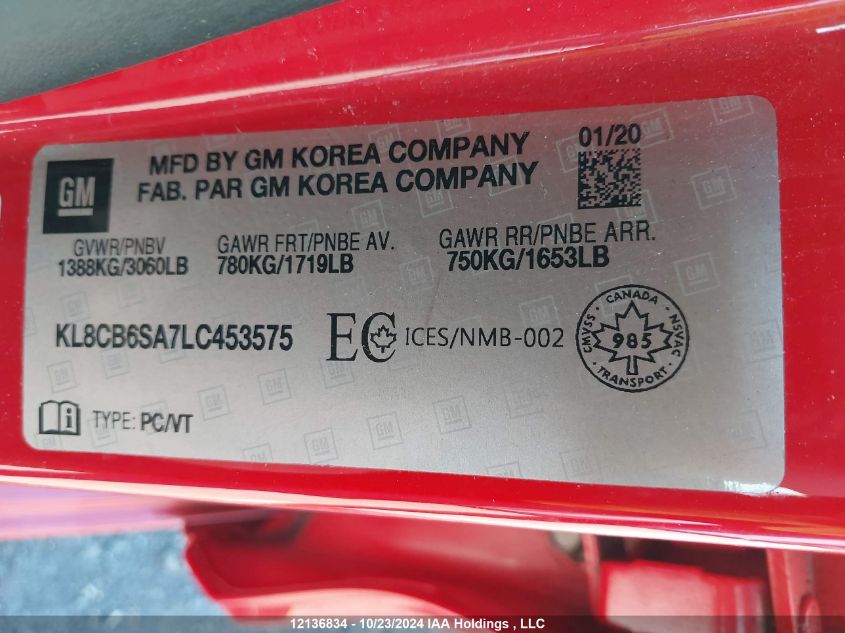 MFD BY GM KOREA COMPANY
FAB. PAR GM KOREA COMPANY
01/20
GM
GVWR/PNBV
1388KG/3060LB
GAWR FRT/PNBE AV.
780KG/1719LB
GAWR RR/PNBE ARR.
750KG/1653LB
KL8CB6SA7LC453575
EC ICES/NMB-002
CANADA
CMVSS 985 NSVAC
TRANSPORT
i TYPE: PC/VT
12136834 - 10/23/2024 IAA Holdings , LLC